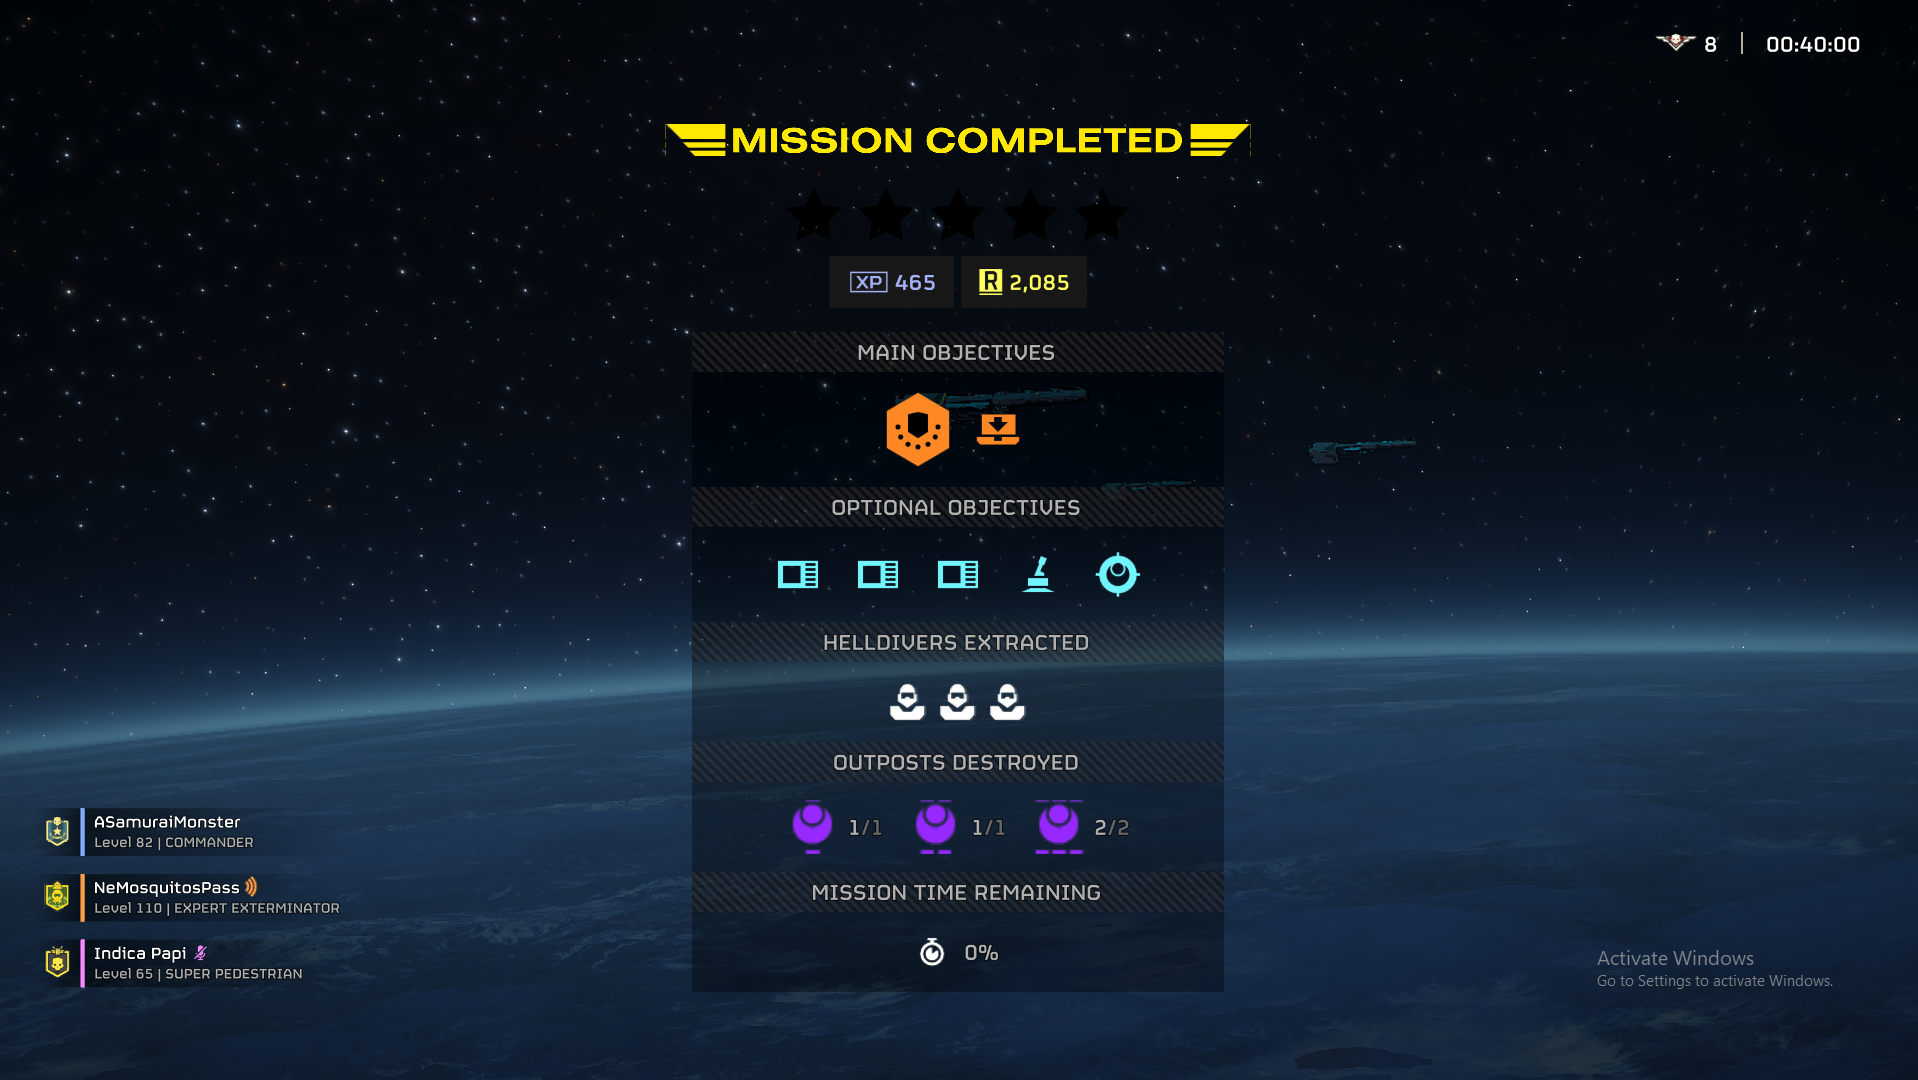 8 | 00:40:00
MISSION COMPLETED
XP 465
R 2,085
MAIN OBJECTIVES
OPTIONAL OBJECTIVES
HELLDIVERS EXTRACTED
OUTPOSTS DESTROYED
1/1
1/1
2/2
MISSION TIME REMAINING
0%
ASamuraiMonster
Level 82 | COMMANDER
NeMosquitosPass
Level 110 | EXPERT EXTERMINATOR
Indica Papi
Level 65 | SUPER PEDESTRIAN
Activate Windows
Go to Settings to activate Windows.